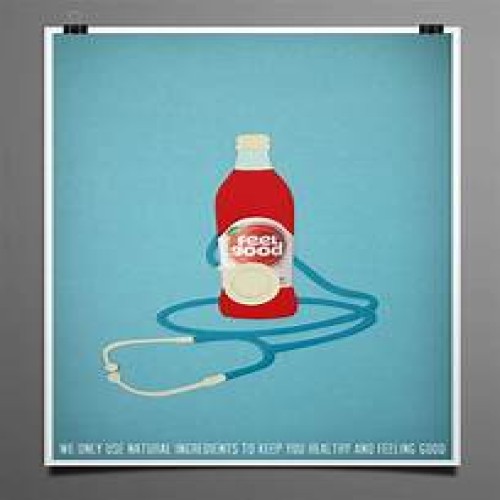 feel
good
WE ONLY USE NATURAL INGREDIENTS TO KEEP YOU HEALTHY AND FEELING GOOD